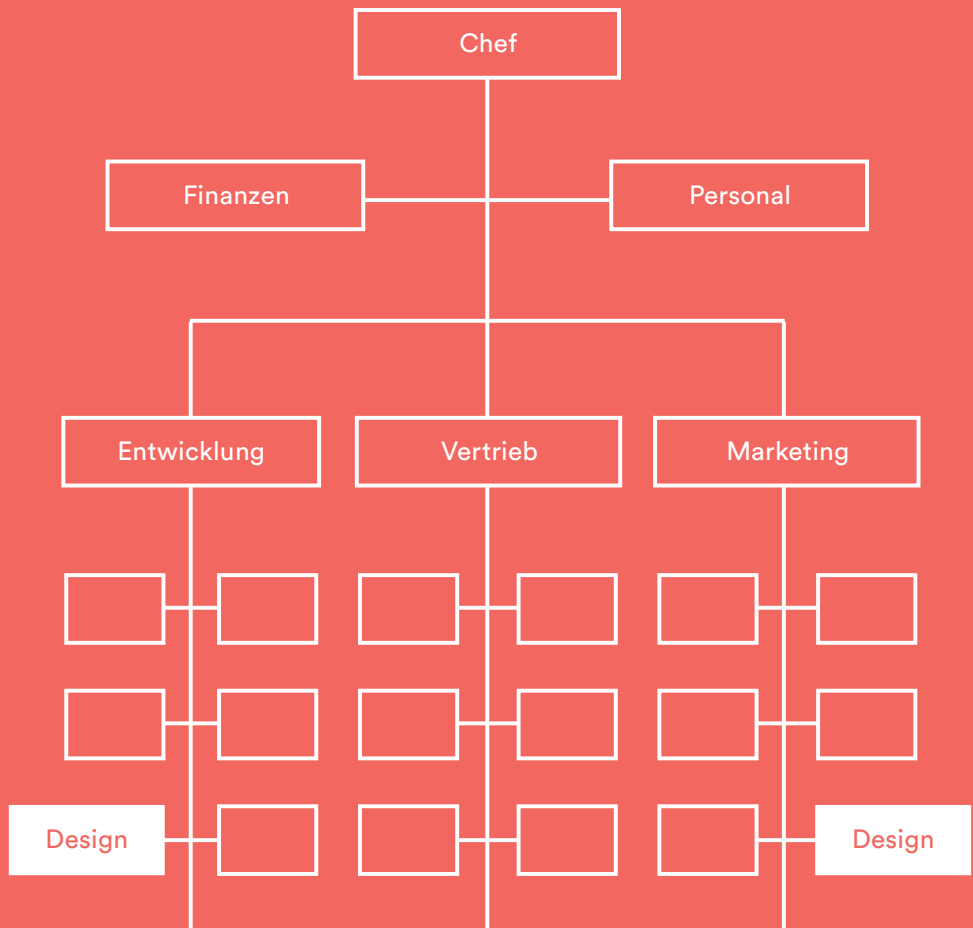 Chef
Finanzen
Personal
Entwicklung
Vertrieb
Marketing
Design
Design